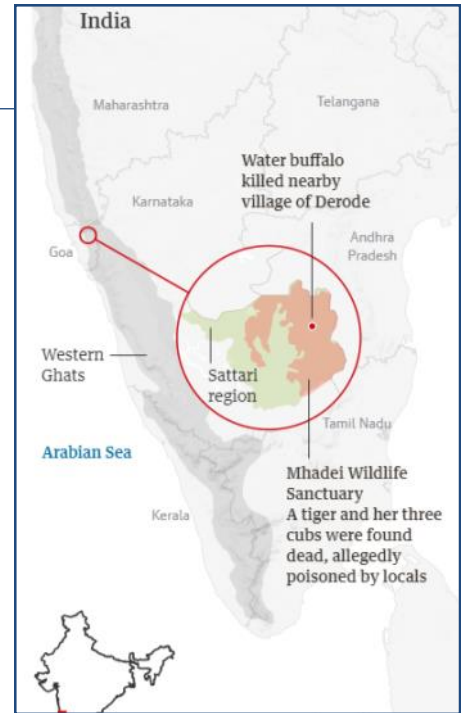 India
Maharashtra
Telangana
Water buffalo
killed nearby
village of Derode
Karnataka
Andhra
Pradesh
Goa
Western
Ghats
Sattari
region
Tamil Nadu
Arabian Sea
Mhadei Wildlife
Sanctuary
A tiger and her three
cubs were found
dead, allegedly
poisoned by locals
Kerala